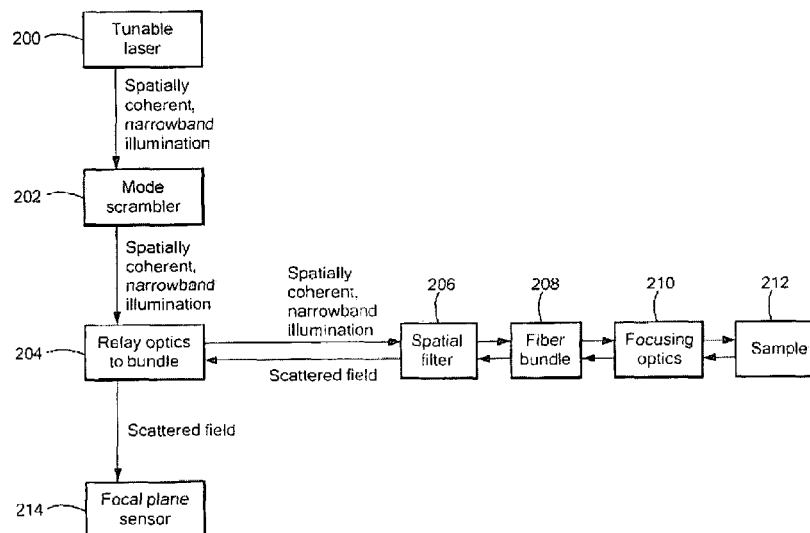 200
Tunable
laser
Spatially
coherent,
narrowband
illumination
202
Mode
scrambler
Spatially
coherent,
narrowband
illumination
Spatially
coherent,
narrowband
illumination
206
208
210
212
204
Relay optics
to bundle
Spatial
filter
Fiber
bundle
Focusing
optics
Sample
Scattered field
Scattered field
214
Focal plane
sensor